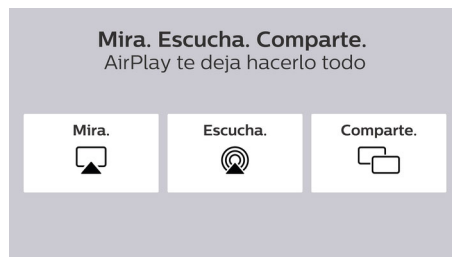 Mira. Escucha. Comparte.
AirPlay te deja hacerlo todo
Mira.
Escucha.
Comparte.